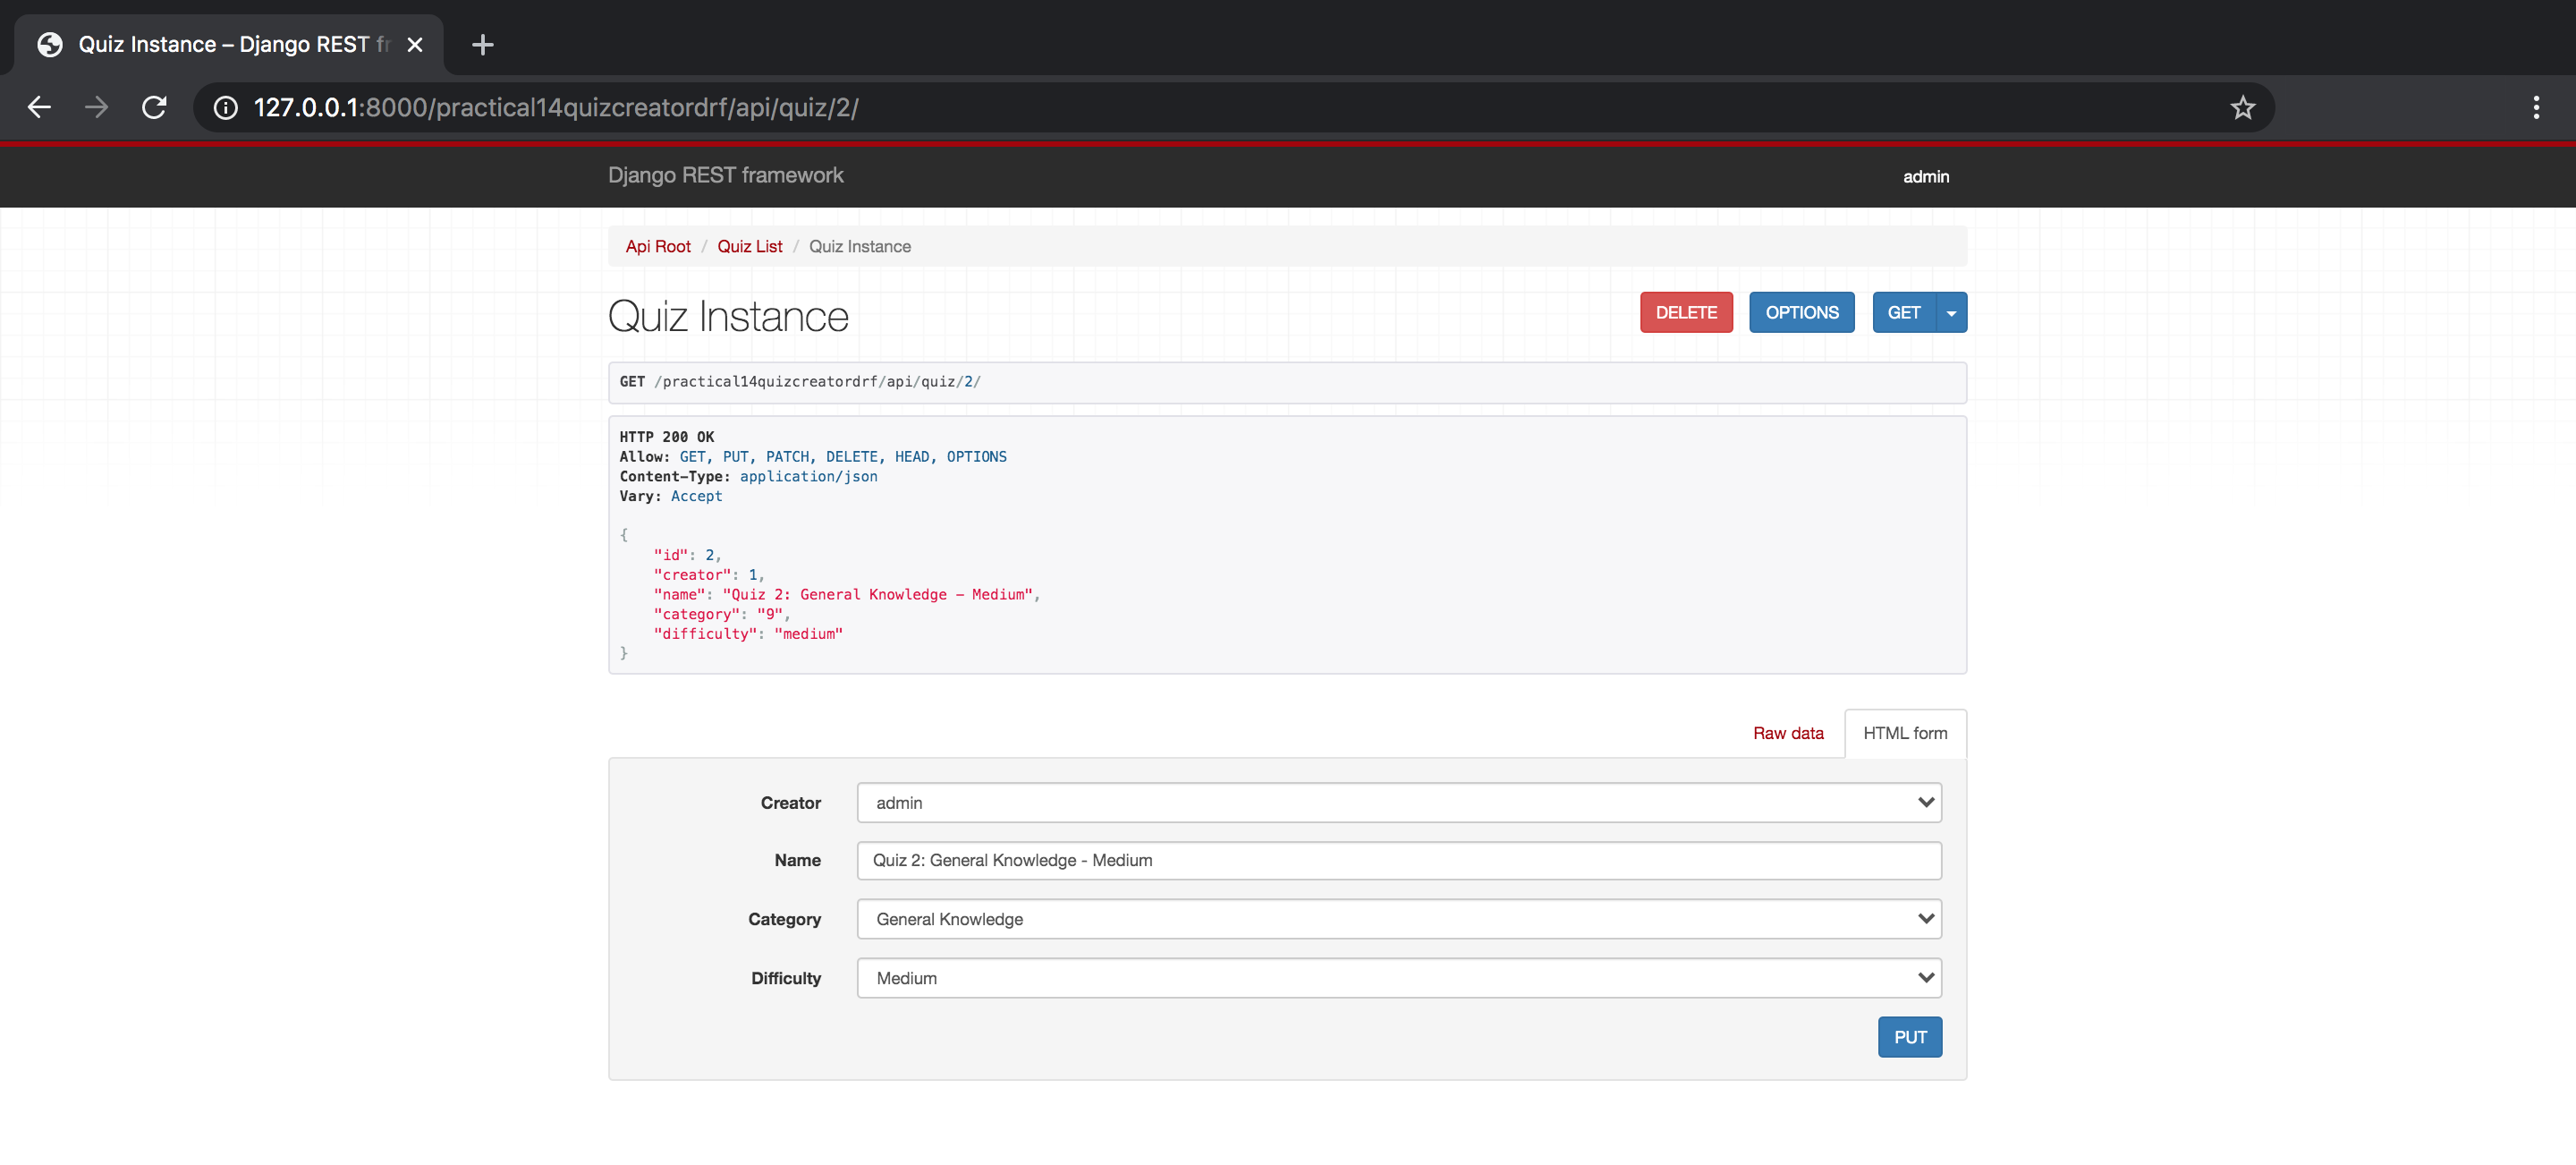 Quiz Instance – Django REST fr
127.0.0.1:8000/practical14quizcreatordrf/api/quiz/2/
Django REST framework
admin
Api Root / Quiz List / Quiz Instance
Quiz Instance
DELETE
OPTIONS
GET
GET /practical14quizcreatordrf/api/quiz/2/
HTTP 200 OK
Allow: GET, PUT, PATCH, DELETE, HEAD, OPTIONS
Content-Type: application/json
Vary: Accept
{
"id": 2,
"creator": 1,
"name": "Quiz 2: General Knowledge - Medium",
"category": "9",
"difficulty": "medium"
}
Raw data
HTML form
Creator
admin
Name
Quiz 2: General Knowledge - Medium
Category
General Knowledge
Difficulty
Medium
PUT